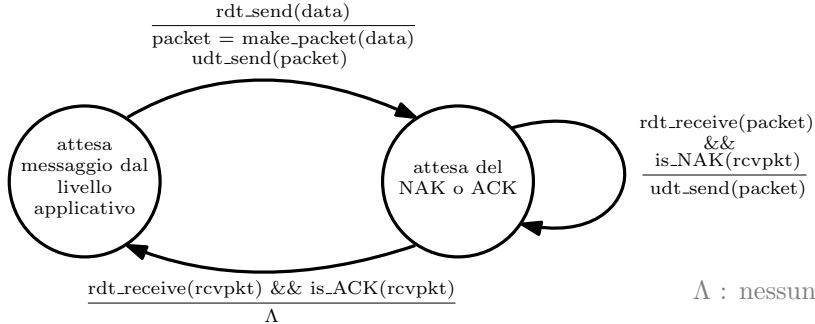 rdt_send(data)
packet = make_packet(data)
udt_send(packet)
attesa
messaggio dal
livello
applicativo
attesa del
NAK o ACK
rdt_receive(packet)
&&
is_NAK(rcvpkt)
udt_send(packet)
rdt_receive(rcvpkt) && is_ACK(rcvpkt)
Λ
Λ : nessun